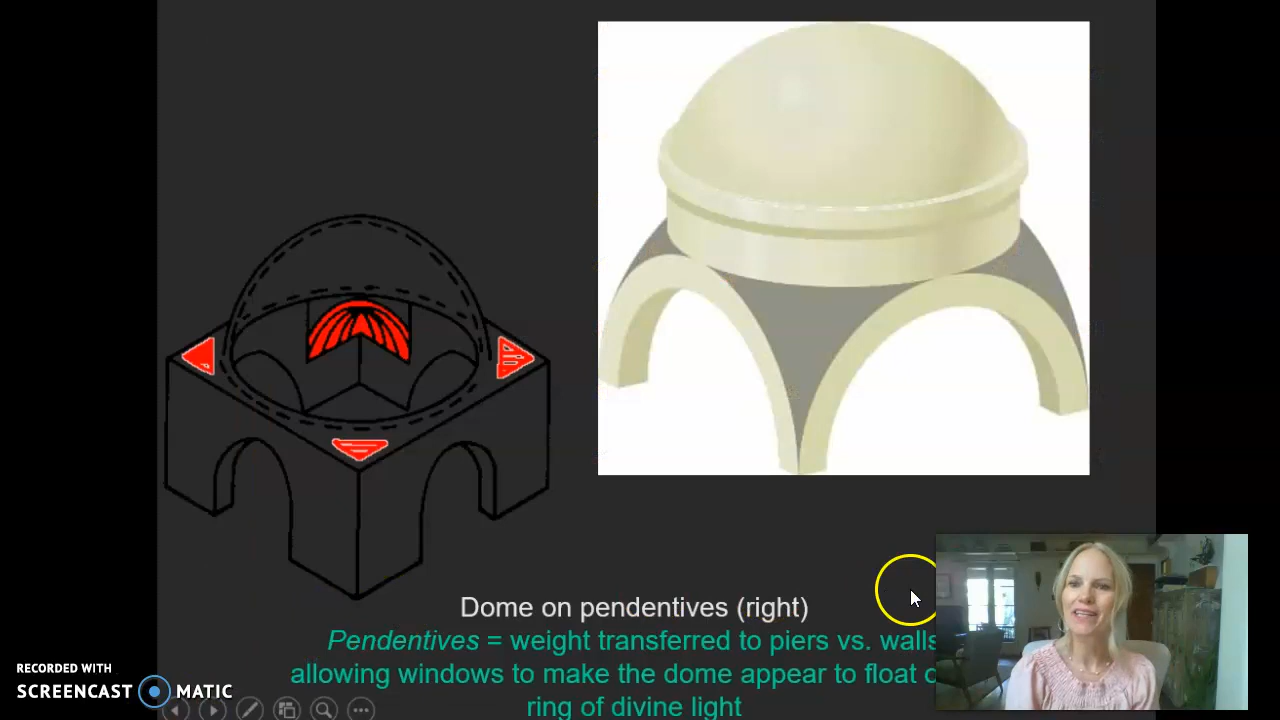 Dome on pendentives (right)
Pendentives = weight transferred to piers vs. walls
allowing windows to make the dome appear to float
ring of divine light
RECORDED WITH
SCREENCAST MATIC